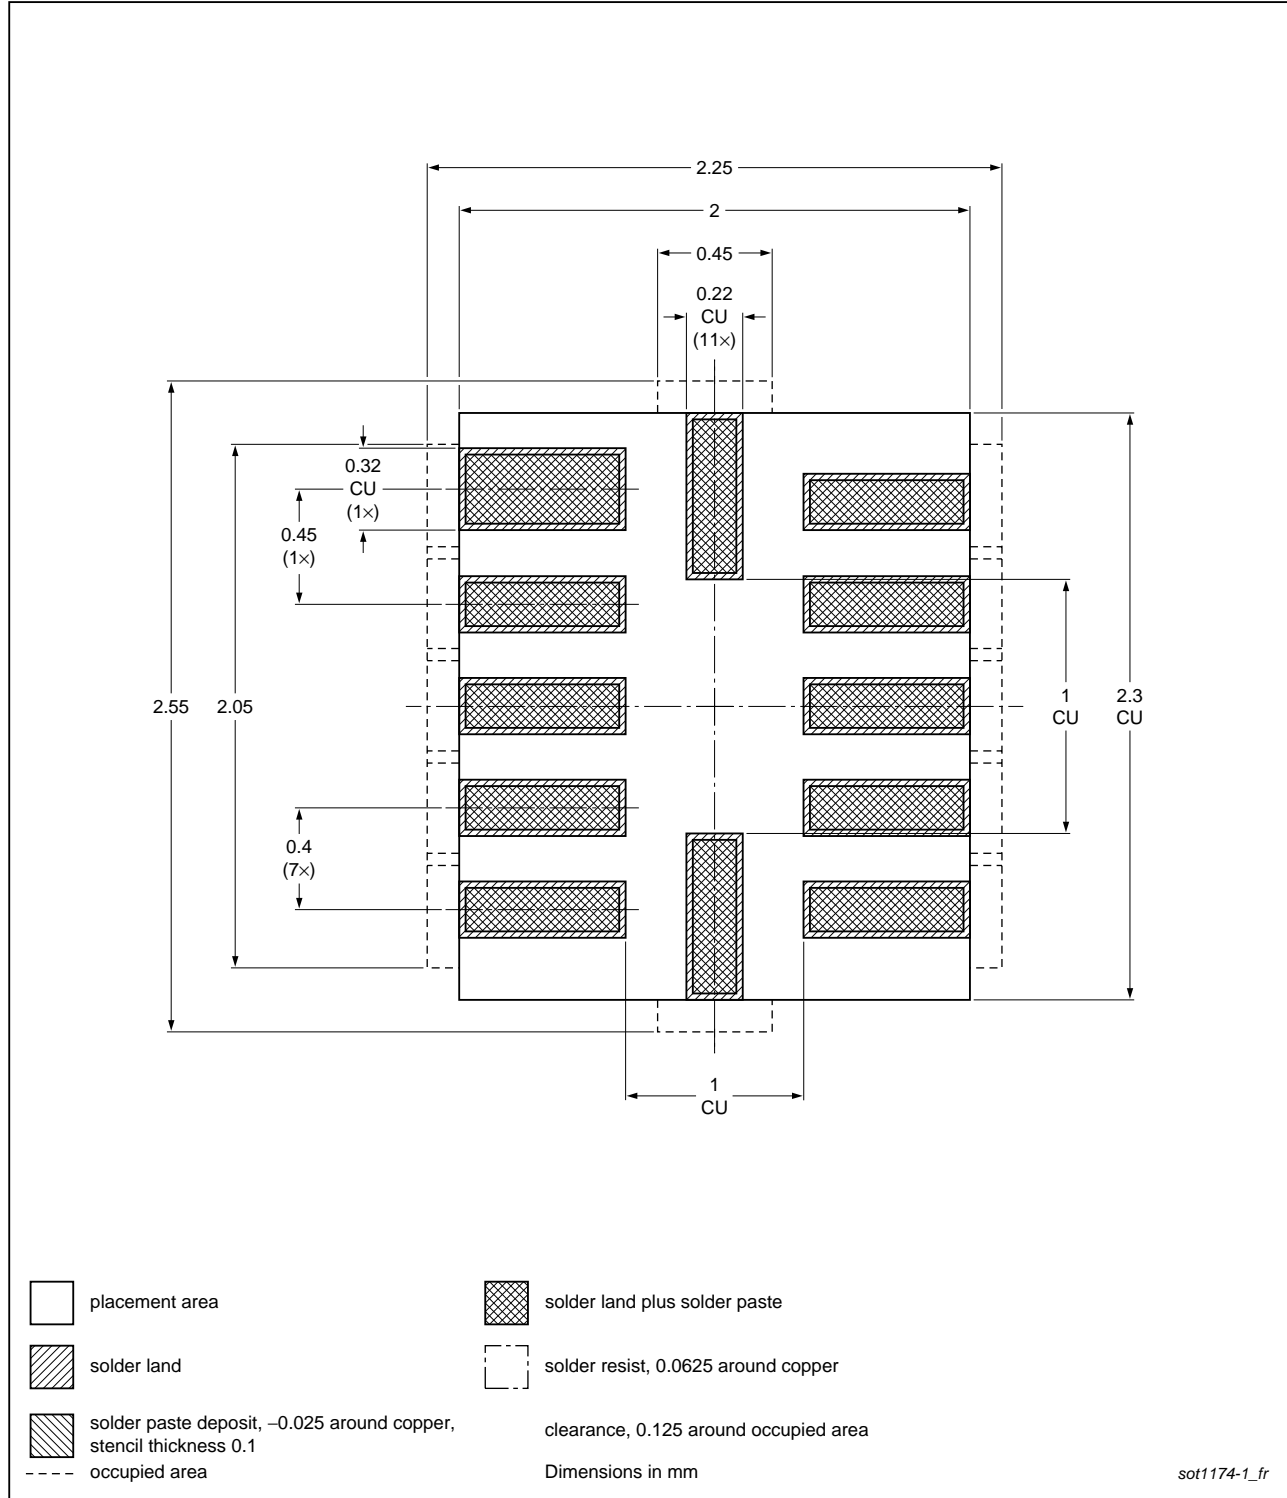 2.25
2
0.45
0.22
CU
(11×)
0.32
CU
(1×)
0.45
(1×)
2.55
2.05
1
CU
2.3
CU
0.4
(7×)
1
CU
placement area
solder land plus solder paste
solder land
solder resist, 0.0625 around copper
solder paste deposit, −0.025 around copper,
stencil thickness 0.1
clearance, 0.125 around occupied area
occupied area
Dimensions in mm
sot1174-1_fr